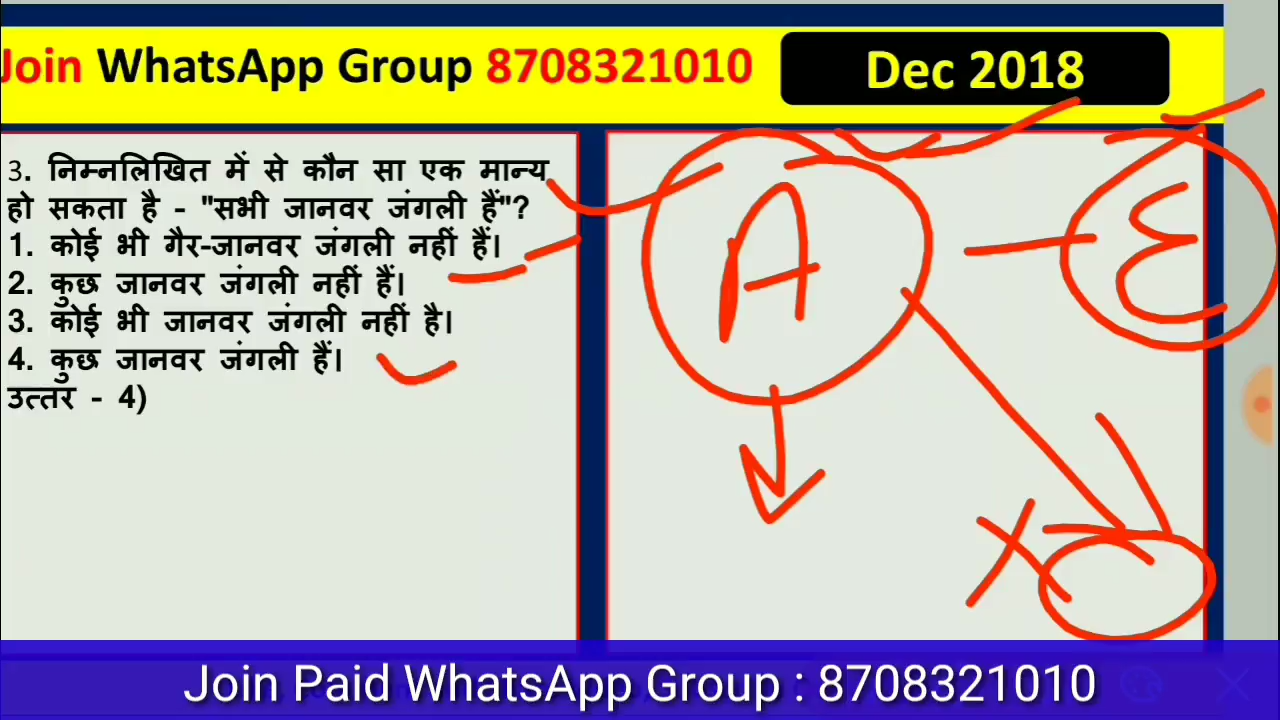 Join WhatsApp Group 8708321010
Dec 2018
3. निम्नलिखित में से कौन सा एक मान्य
हो सकता है - "सभी जानवर जंगली हैं"?
1. कोई भी गैर-जानवर जंगली नहीं हैं।
2. कुछ जानवर जंगली नहीं हैं।
3. कोई भी जानवर जंगली नहीं है।
4. कुछ जानवर जंगली हैं।
उत्तर - 4)
A
E
Join Paid WhatsApp Group : 8708321010